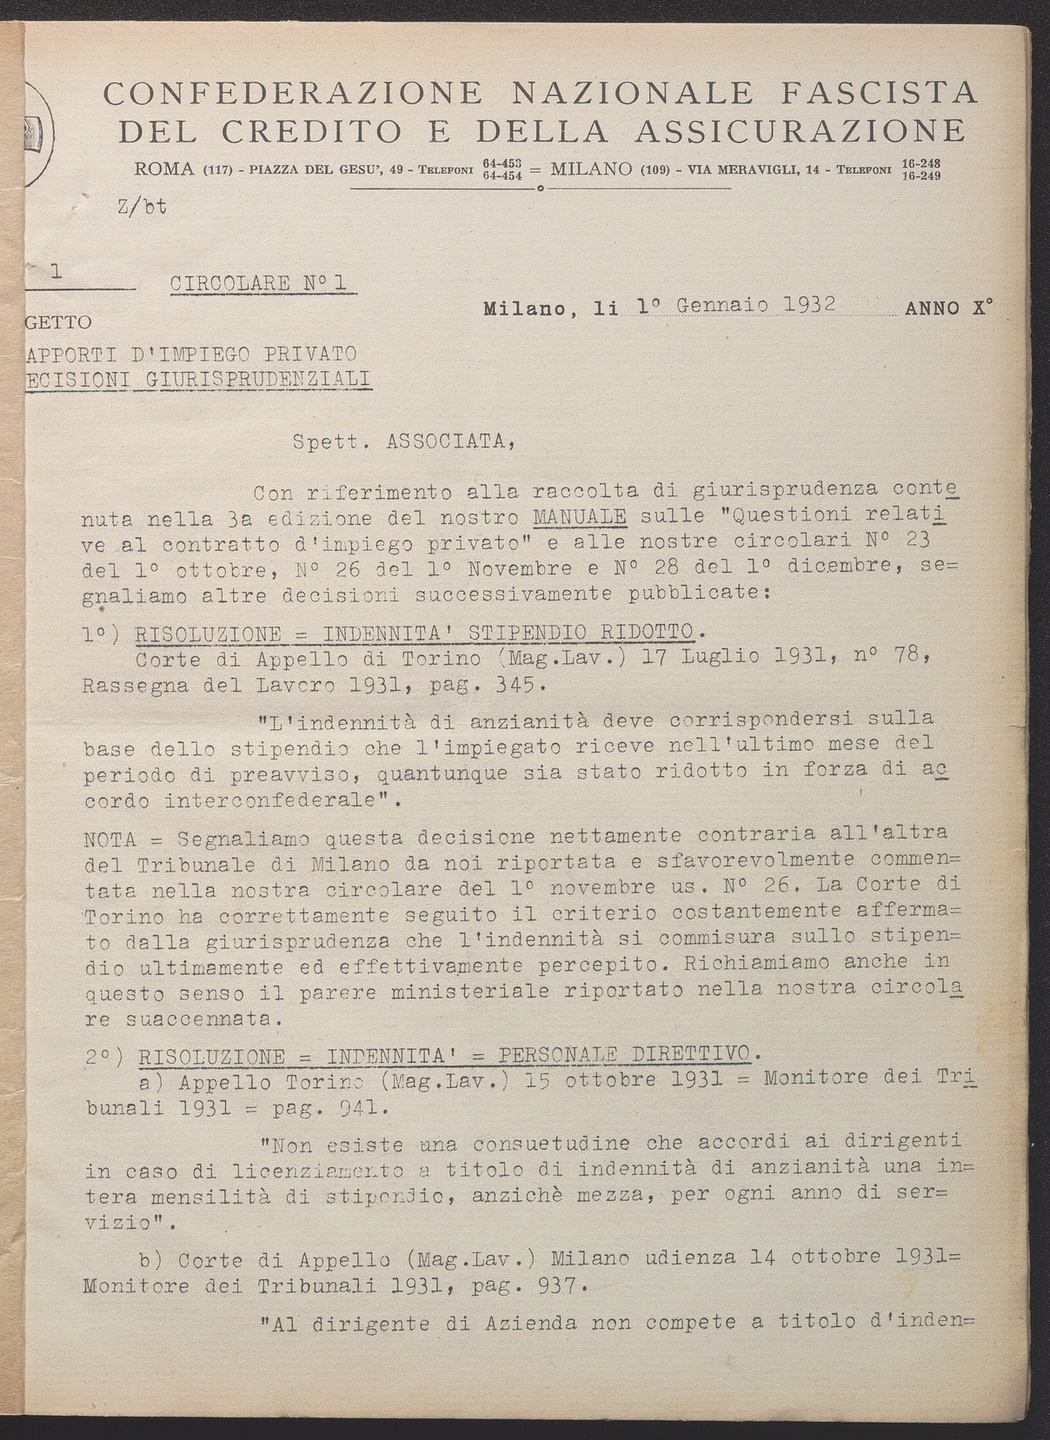 CONFEDERAZIONE NAZIONALE FASCISTA
DEL CREDITO E DELLA ASSICURAZIONE
ROMA (117) - PIAZZA DEL GESU', 49 - TELEFONI 64-453 64-454 = MILANO (109) - VIA MERAVIGLI, 14 - TELEFONI 16-248 16-249
Z/bt
1
CIRCOLARE N° 1
Milano, li 1° Gennaio 1932 ANNO X°
GETTO
APPORTI D'IMPIEGO PRIVATO
ECISIONI GIURISPRUDENZIALI
Spett. ASSOCIATA,
Con riferimento alla raccolta di giurisprudenza conte
nuta nella 3a edizione del nostro MANUALE sulle "Questioni relati
ve al contratto d'impiego privato" e alle nostre circolari N° 23
del 1° ottobre, N° 26 del 1° Novembre e N° 28 del 1° dicembre, se=
gnaliamo altre decisioni successivamente pubblicate:
1°) RISOLUZIONE = INDENNITA' STIPENDIO RIDOTTO.
Corte di Appello di Torino (Mag.Lav.) 17 Luglio 1931, n° 78,
Rassegna del Lavoro 1931, pag. 345.
"L'indennità di anzianità deve corrispondersi sulla
base dello stipendio che l'impiegato riceve nell'ultimo mese del
periodo di preavviso, quantunque sia stato ridotto in forza di ac
cordo interconfederale".
NOTA = Segnaliamo questa decisione nettamente contraria all'altra
del Tribunale di Milano da noi riportata e sfavorevolmente commen=
tata nella nostra circolare del 1° novembre us. N° 26. La Corte di
Torino ha correttamente seguito il criterio costantemente afferma=
to dalla giurisprudenza che l'indennità si commisura sullo stipen=
dio ultimamente ed effettivamente percepito. Richiamiamo anche in
questo senso il parere ministeriale riportato nella nostra circola
re suaccennata.
2°) RISOLUZIONE = INDENNITA' = PERSONALE DIRETTIVO.
a) Appello Torino (Mag.Lav.) 15 ottobre 1931 = Monitore dei Tri
bunali 1931 = pag. 941.
"Non esiste una consuetudine che accordi ai dirigenti
in caso di licenziamento a titolo di indennità di anzianità una in=
tera mensilità di stipendio, anzichè mezza, per ogni anno di ser=
vizio".
b) Corte di Appello (Mag.Lav.) Milano udienza 14 ottobre 1931=
Monitore dei Tribunali 1931, pag. 937.
"Al dirigente di Azienda non compete a titolo d'inden=